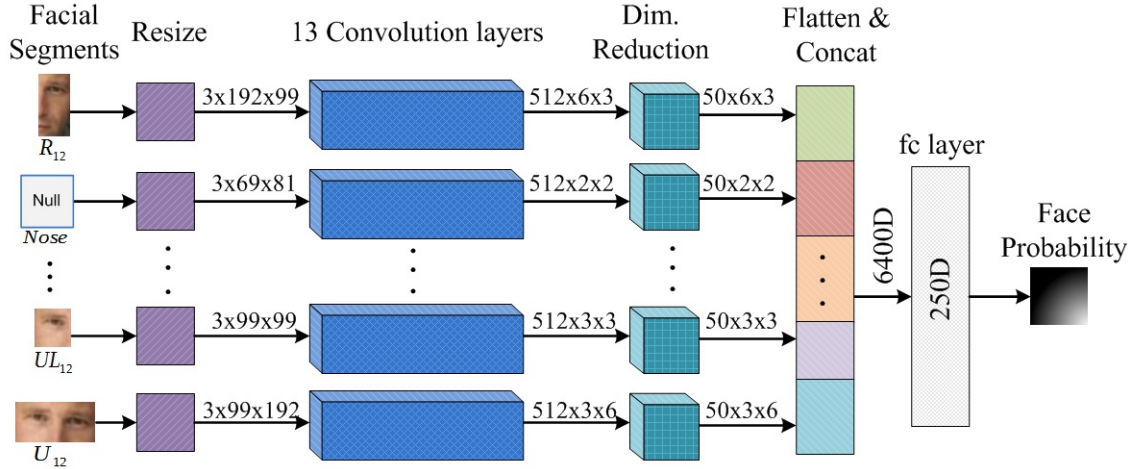 Facial
Segments
Resize
13 Convolution layers
Dim.
Reduction
Flatten &
Concat
3x192x99
512x6x3
50x6x3
R12
fc layer
Null
3x69x81
512x2x2
50x2x2
Nose
6400D
250D
Face
Probability
3x99x99
512x3x3
50x3x3
UL12
3x99x192
512x3x6
50x3x6
U12